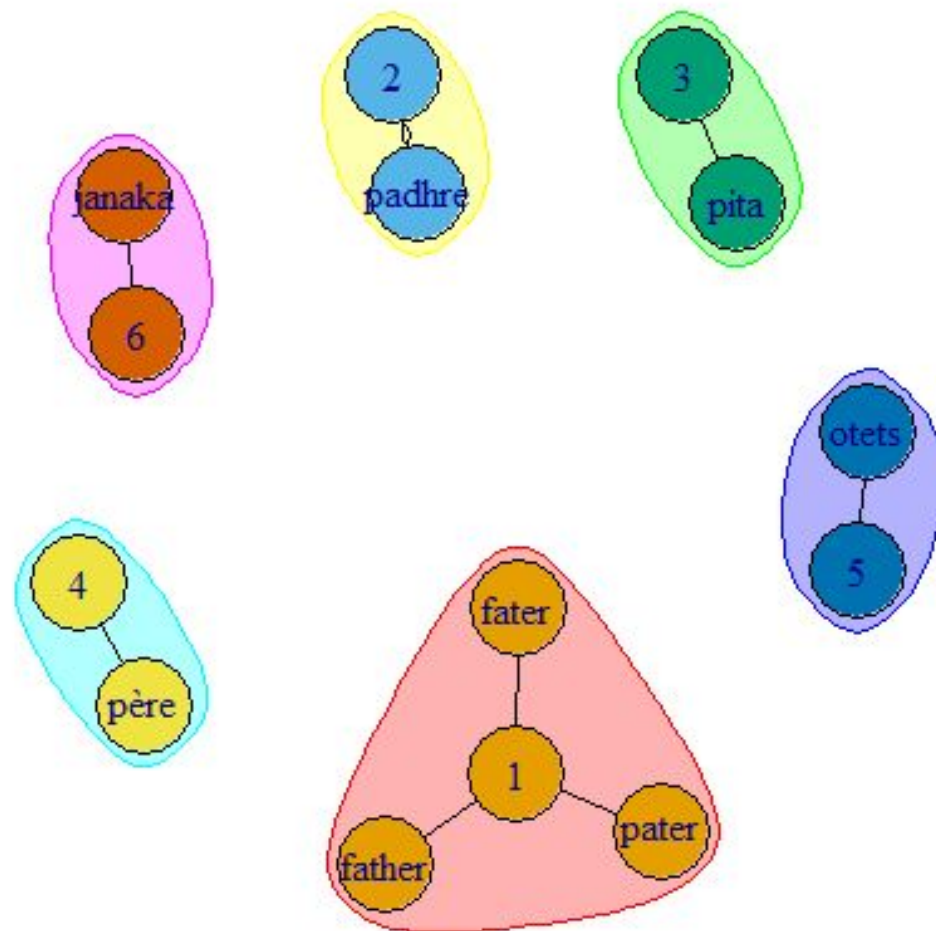 2
3
padhre
pita
janaka
6
otets
5
4
père
fater
1
father
pater